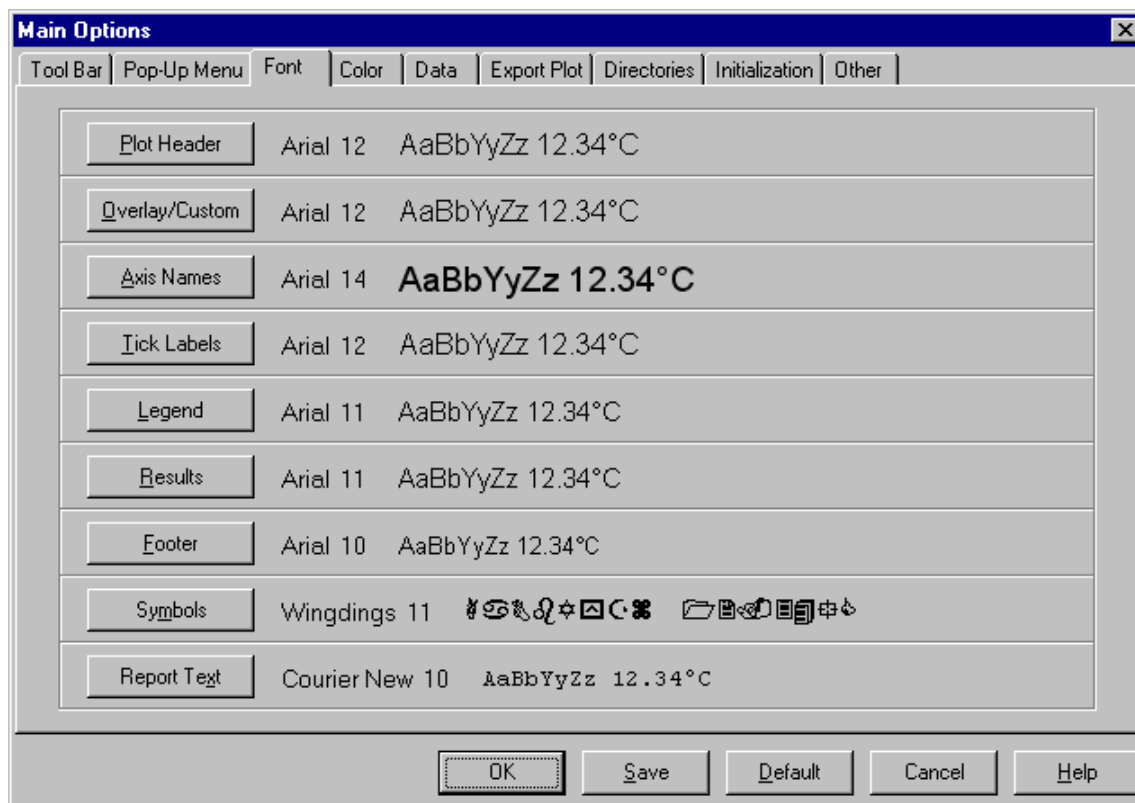 Main Options
Tool Bar Pop-Up Menu Font Color Data Export Plot Directories Initialization Other
Plot Header Arial 12 AaBbYyZz 12.34°C
Overlay/Custom Arial 12 AaBbYyZz 12.34°C
Axis Names Arial 14 AaBbYyZz 12.34°C
Tick Labels Arial 12 AaBbYyZz 12.34°C
Legend Arial 11 AaBbYyZz 12.34°C
Results Arial 11 AaBbYyZz 12.34°C
Footer Arial 10 AaBbYyZz 12.34°C
Symbols Wingdings 11
Report Text Courier New 10 AaBbYyZz 12.34°C
OK Save Default Cancel Help